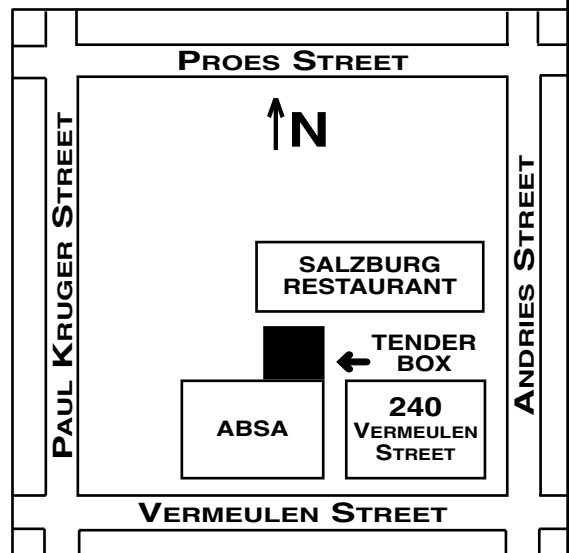 PROES STREET
N
PAUL KRUGER STREET
ANDRIES STREET
SALZBURG
RESTAURANT
TENDER
BOX
ABSA
240
VERMEULEN
STREET
VERMEULEN STREET